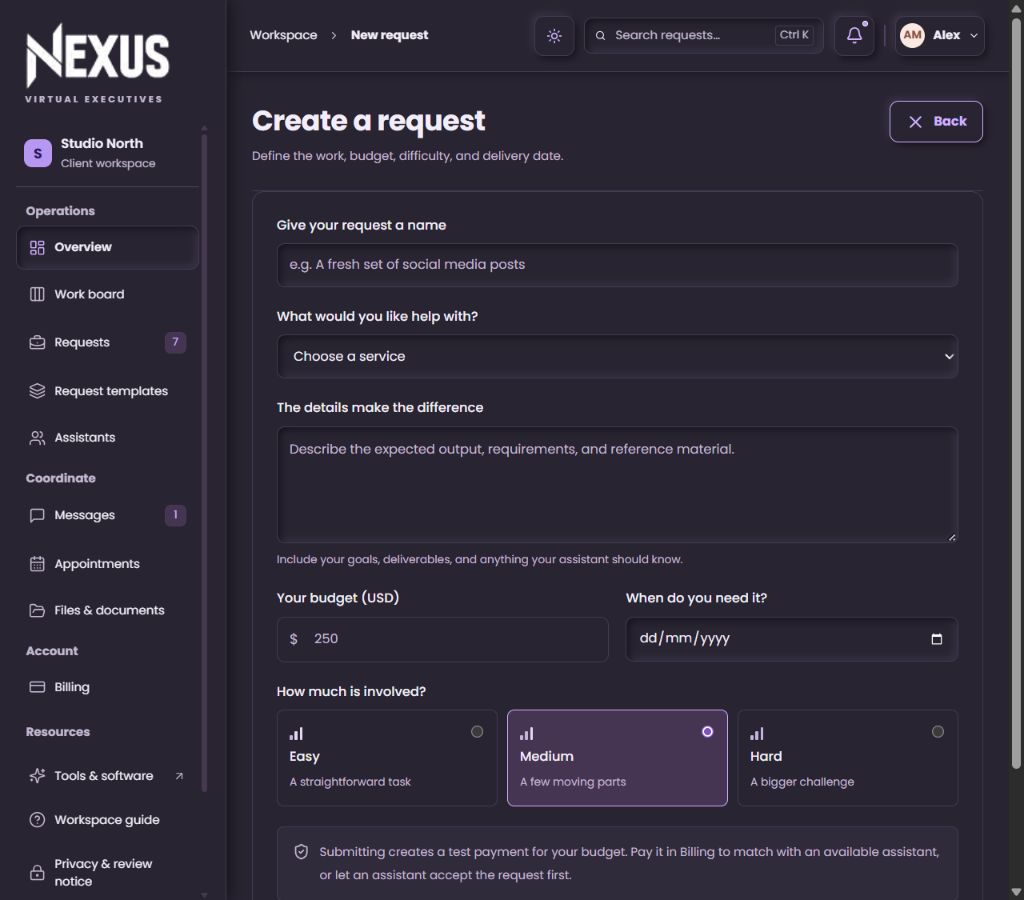 NEXUS
VIRTUAL EXECUTIVES
S
Studio North
Client workspace
Operations
Overview
Work board
Requests 7
Request templates
Assistants
Coordinate
Messages 1
Appointments
Files & documents
Account
Billing
Resources
Tools & software
Workspace guide
Privacy & review
notice
Workspace
New request
Search requests...
Ctrl K
AM
Alex
Create a request
Back
Define the work, budget, difficulty, and delivery date.
Give your request a name
e.g. A fresh set of social media posts
What would you like help with?
Choose a service
The details make the difference
Describe the expected output, requirements, and reference material.
Include your goals, deliverables, and anything your assistant should know.
Your budget (USD)
$ 250
When do you need it?
dd/mm/yyyy
How much is involved?
Easy
A straightforward task
Medium
A few moving parts
Hard
A bigger challenge
Submitting creates a test payment for your budget. Pay it in Billing to match with an available assistant,
or let an assistant accept the request first.